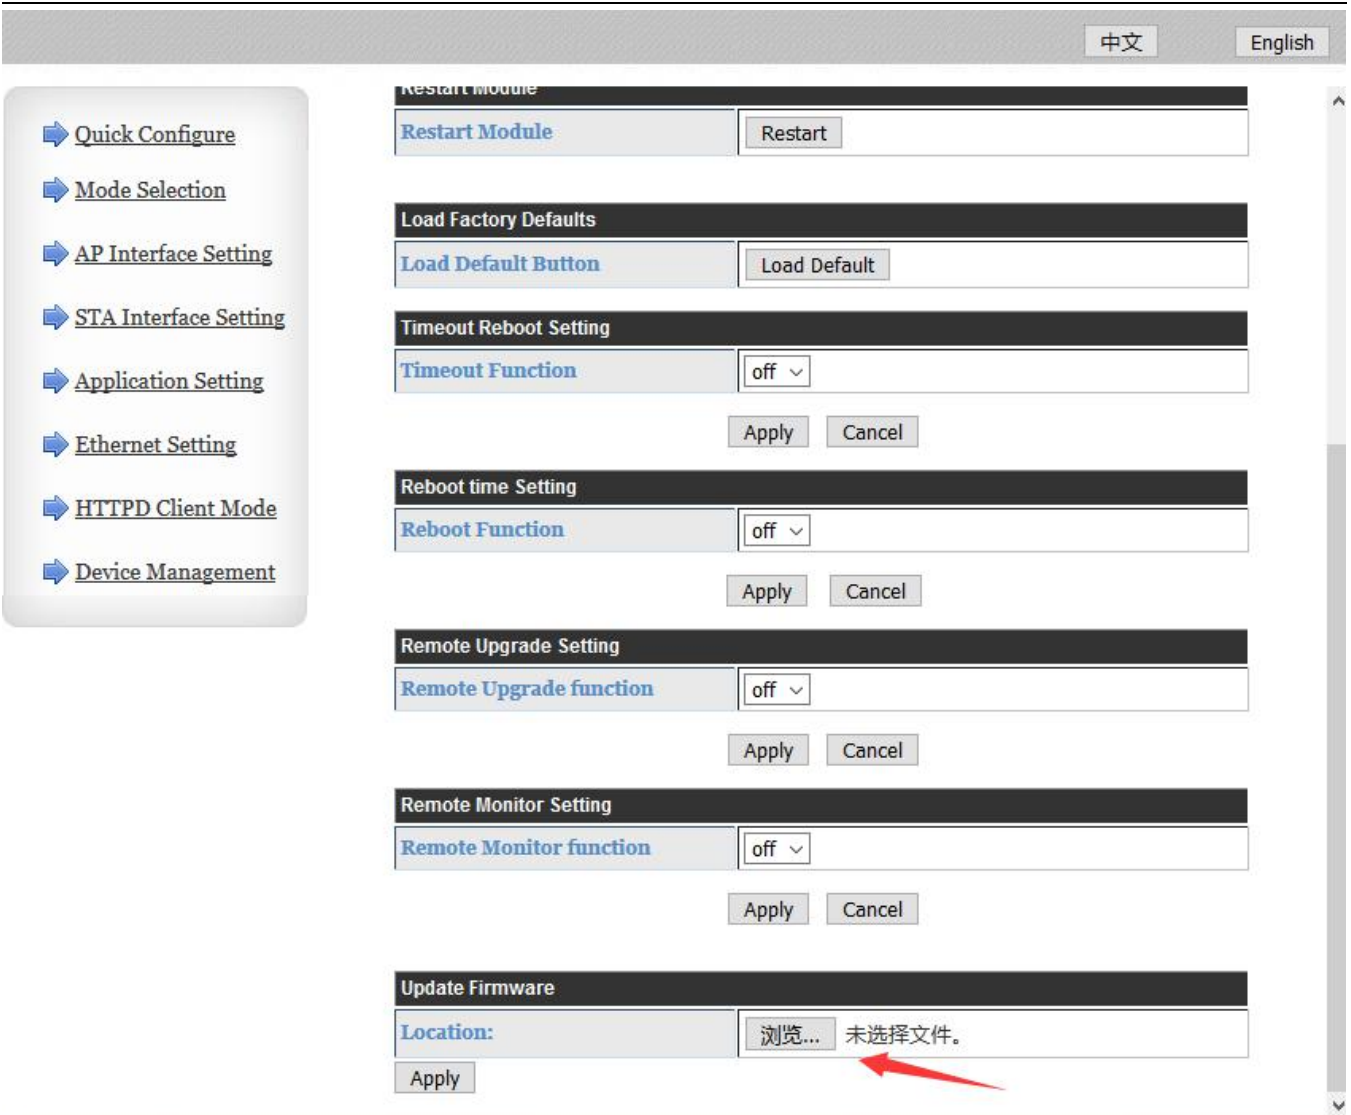 中文 English
Quick Configure
Mode Selection
AP Interface Setting
STA Interface Setting
Application Setting
Ethernet Setting
HTTPD Client Mode
Device Management
Restart Module
Restart Module Restart
Load Factory Defaults
Load Default Button Load Default
Timeout Reboot Setting
Timeout Function off
Apply Cancel
Reboot time Setting
Reboot Function off
Apply Cancel
Remote Upgrade Setting
Remote Upgrade function off
Apply Cancel
Remote Monitor Setting
Remote Monitor function off
Apply Cancel
Update Firmware
Location: 浏览... 未选择文件。
Apply